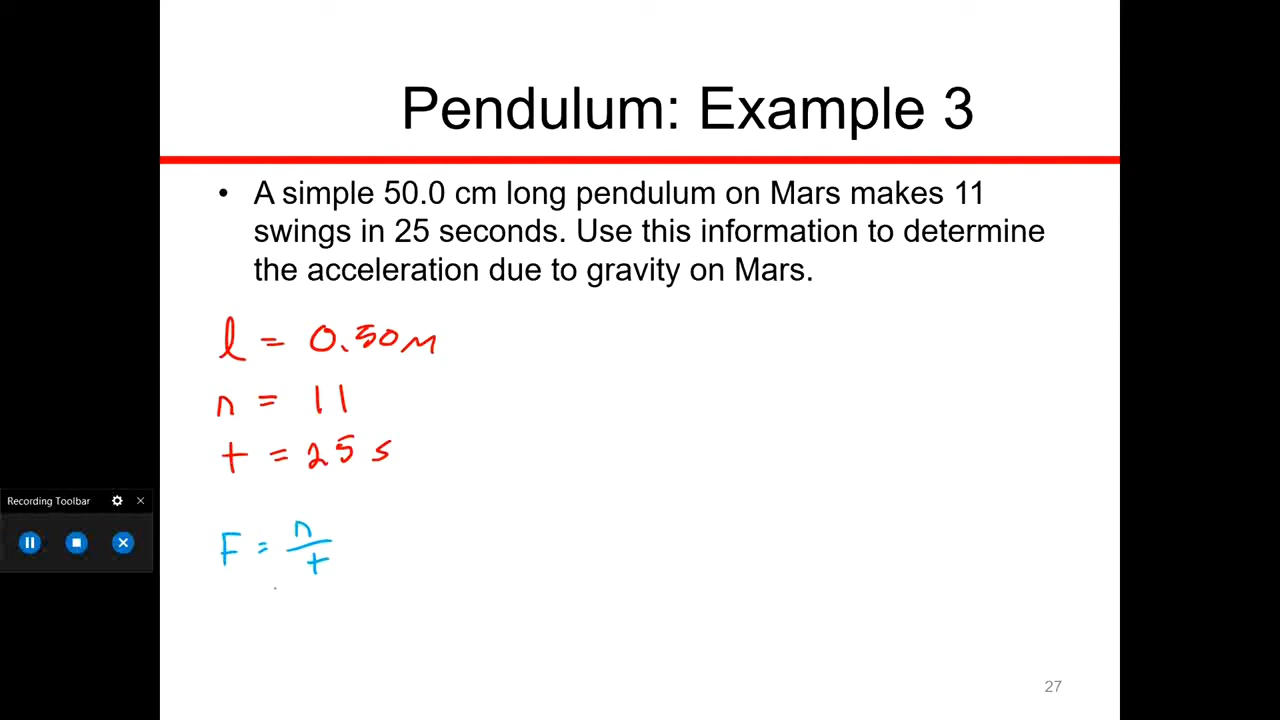 Pendulum: Example 3
• A simple 50.0 cm long pendulum on Mars makes 11
swings in 25 seconds. Use this information to determine
the acceleration due to gravity on Mars.
l = 0.50 m
n = 11
t = 25 s
Recording Toolbar
F = n/t
27